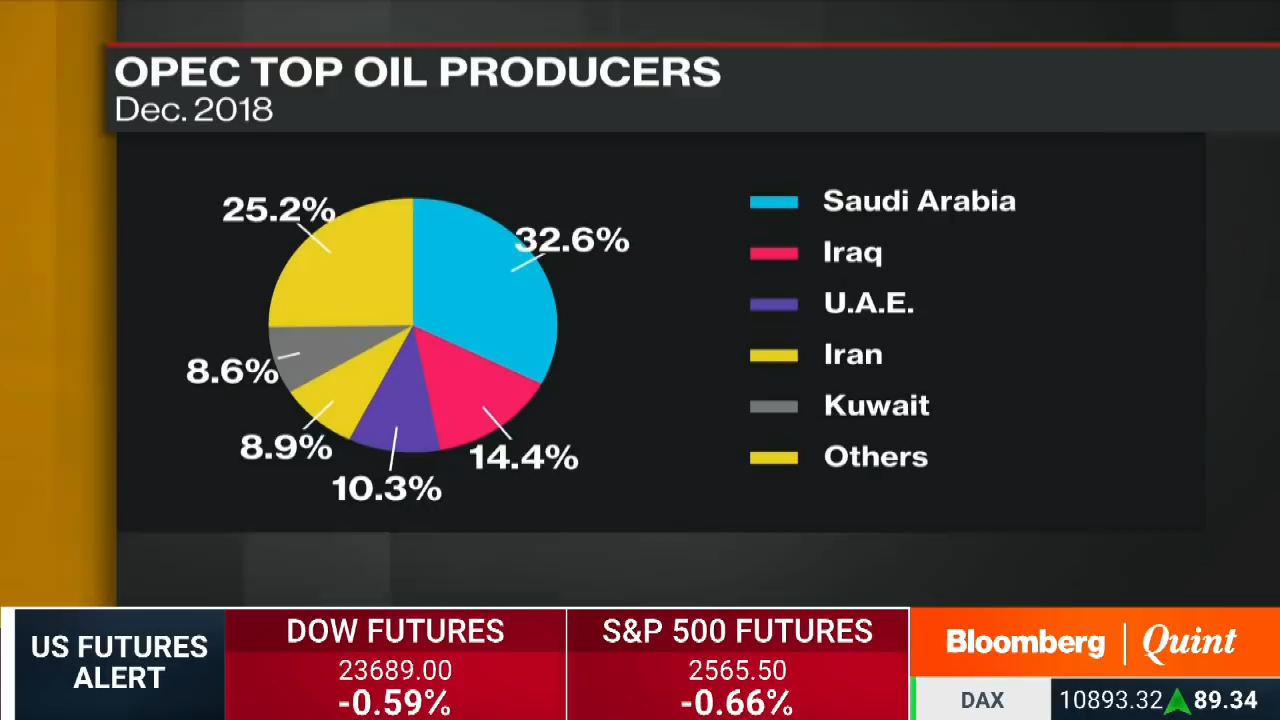 OPEC TOP OIL PRODUCERS
Dec. 2018
25.2%
32.6%
8.6%
8.9%
14.4%
10.3%
Saudi Arabia
Iraq
U.A.E.
Iran
Kuwait
Others
US FUTURES
ALERT
DOW FUTURES
23689.00
-0.59%
S&P 500 FUTURES
2565.50
-0.66%
Bloomberg | Quint
DAX 10893.32 ▲ 89.34